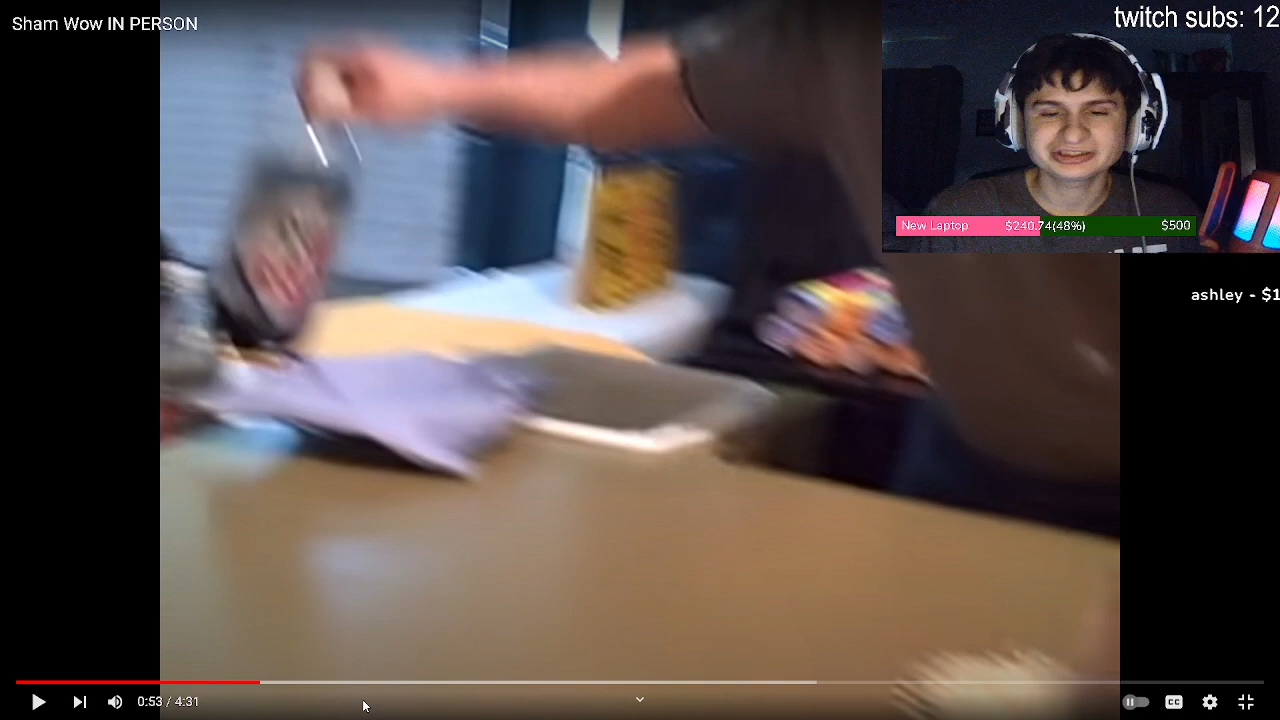 Sham Wow IN PERSON
twitch subs: 12
New Laptop $240.74(48%) $500
ashley - $1
0:53 / 4:31
CC